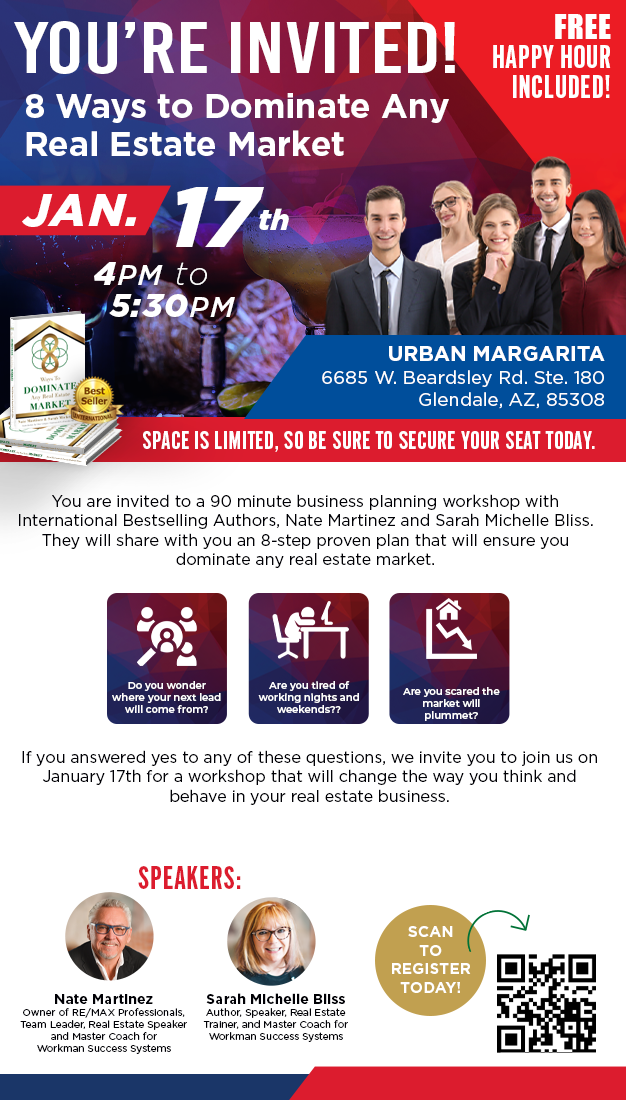 YOU'RE INVITED!
FREE
HAPPY HOUR
INCLUDED!
8 Ways to Dominate Any
Real Estate Market
JAN. 17th
4PM to
5:30PM
URBAN MARGARITA
6685 W. Beardsley Rd. Ste. 180
Glendale, AZ, 85308
Ways To
DOMINATE
Any Real Estate
MARKET
Best
Seller
INTERNATIONAL
SPACE IS LIMITED, SO BE SURE TO SECURE YOUR SEAT TODAY.
You are invited to a 90 minute business planning workshop with
International Bestselling Authors, Nate Martinez and Sarah Michelle Bliss.
They will share with you an 8-step proven plan that will ensure you
dominate any real estate market.
Do you wonder
where your next lead
will come from?
Are you tired of
working nights and
weekends??
Are you scared the
market will
plummet?
If you answered yes to any of these questions, we invite you to join us on
January 17th for a workshop that will change the way you think and
behave in your real estate business.
SPEAKERS:
Nate Martinez
Owner of RE/MAX Professionals,
Team Leader, Real Estate Speaker
and Master Coach for
Workman Success Systems
Sarah Michelle Bliss
Author, Speaker, Real Estate
Trainer, and Master Coach for
Workman Success Systems
SCAN
TO
REGISTER
TODAY!